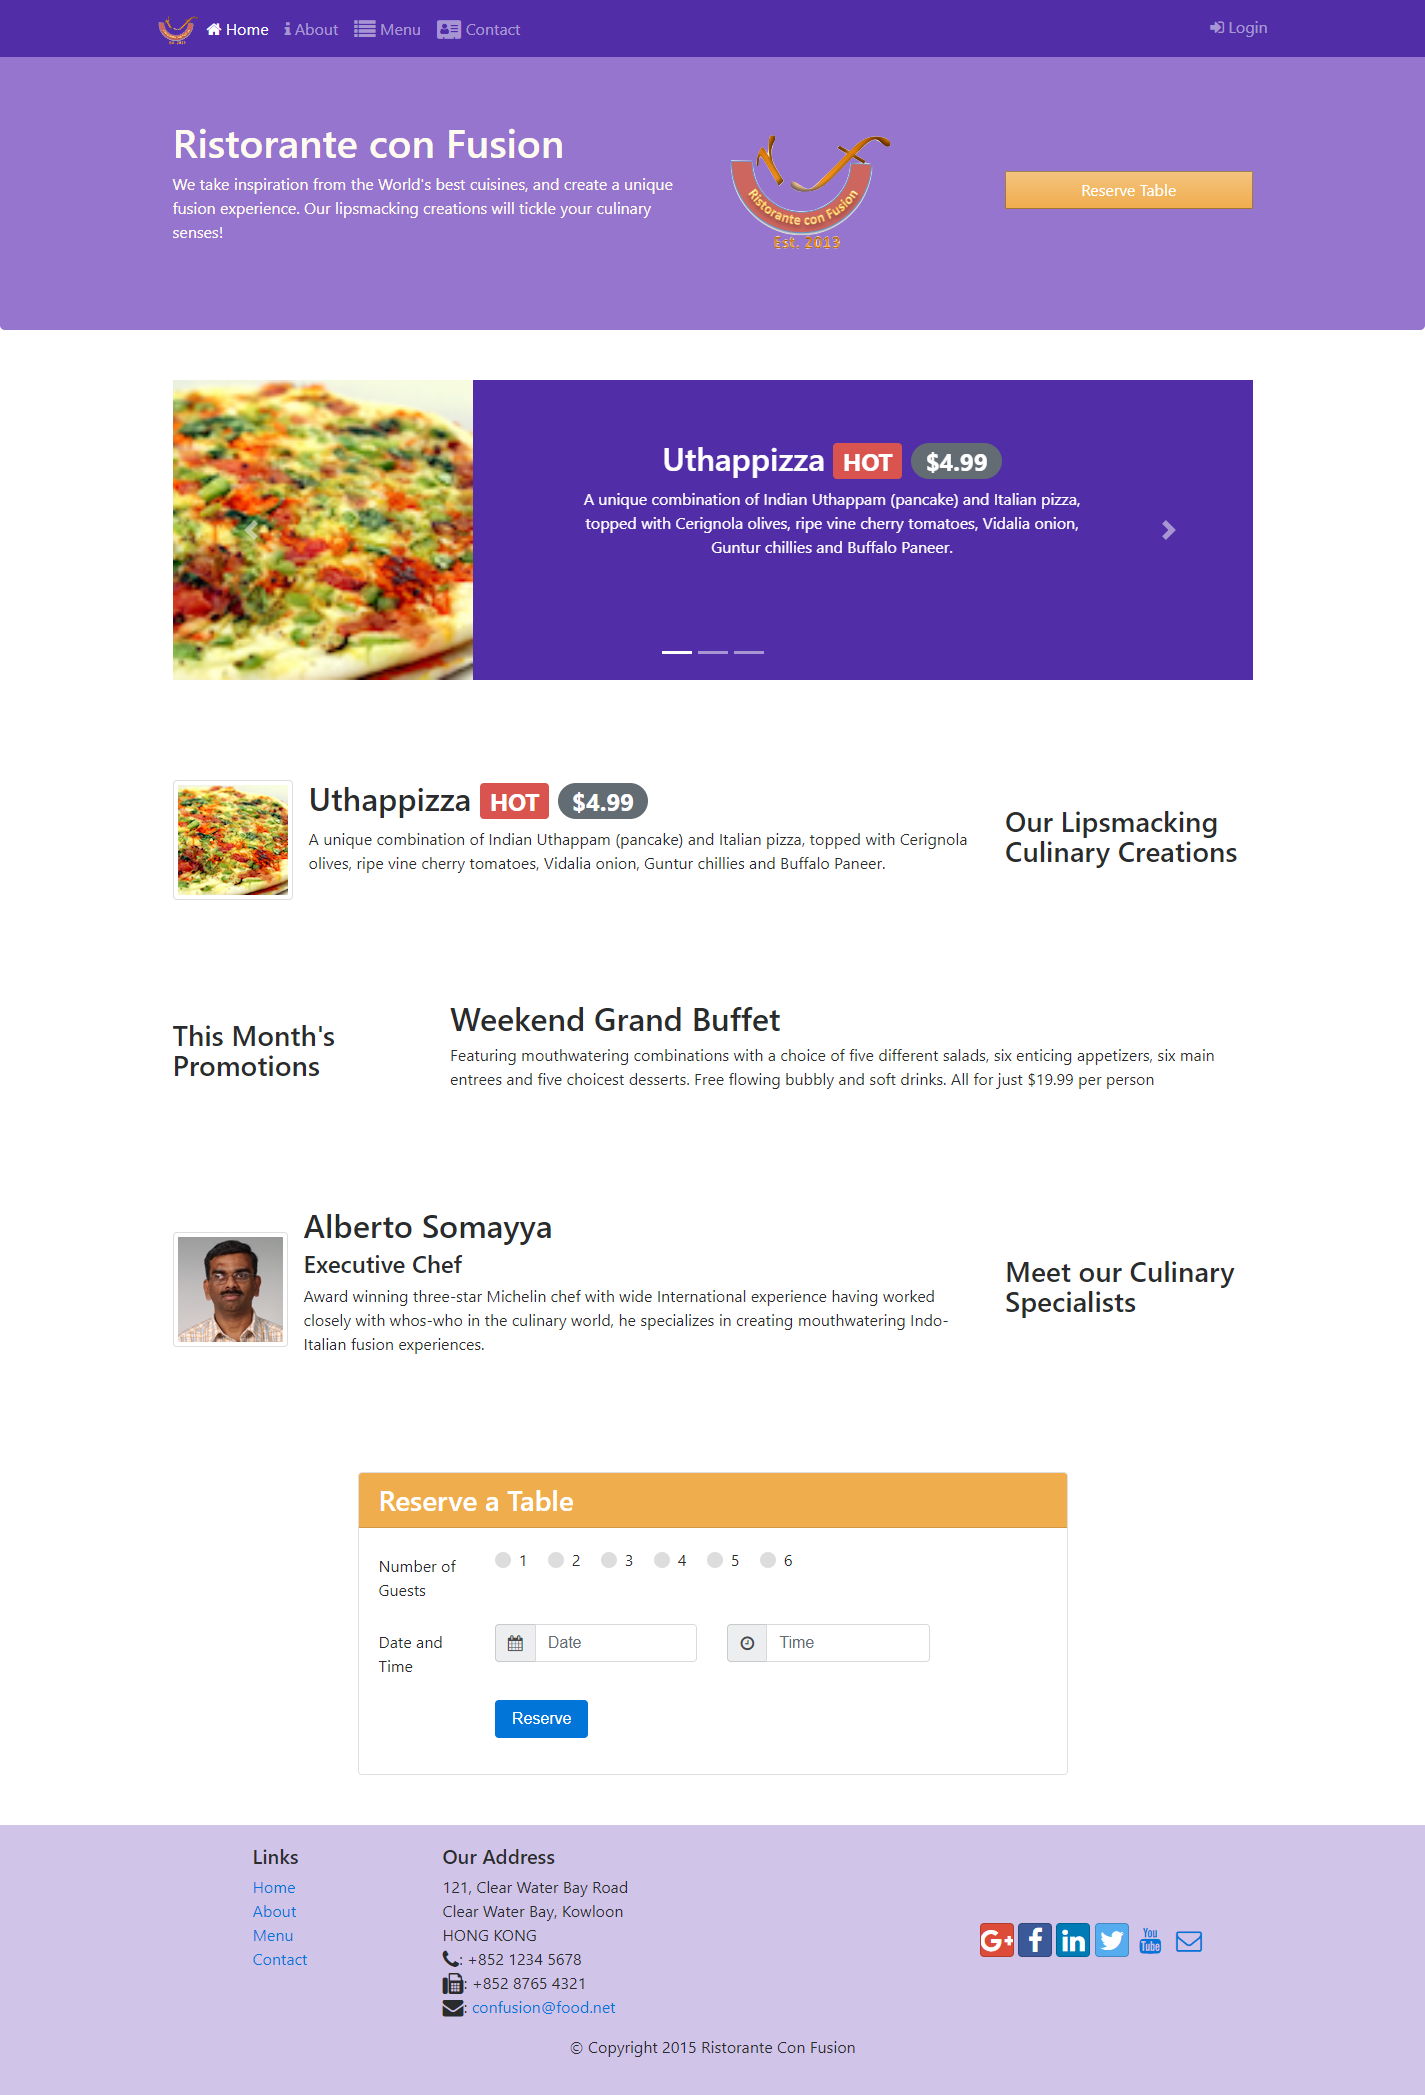 Home About Menu Contact Login
Ristorante con Fusion
We take inspiration from the World's best cuisines, and create a unique
fusion experience. Our lipsmacking creations will tickle your culinary
senses!
Ristorante con Fusion
Est. 2013
Reserve Table
Uthappizza HOT $4.99
A unique combination of Indian Uthappam (pancake) and Italian pizza,
topped with Cerignola olives, ripe vine cherry tomatoes, Vidalia onion,
Guntur chillies and Buffalo Paneer.
Uthappizza HOT $4.99
A unique combination of Indian Uthappam (pancake) and Italian pizza, topped with Cerignola
olives, ripe vine cherry tomatoes, Vidalia onion, Guntur chillies and Buffalo Paneer.
Our Lipsmacking
Culinary Creations
This Month's
Promotions
Weekend Grand Buffet
Featuring mouthwatering combinations with a choice of five different salads, six enticing appetizers, six main
entrees and five choicest desserts. Free flowing bubbly and soft drinks. All for just $19.99 per person
Alberto Somayya
Executive Chef
Award winning three-star Michelin chef with wide International experience having worked
closely with whos-who in the culinary world, he specializes in creating mouthwatering Indo-
Italian fusion experiences.
Meet our Culinary
Specialists
Reserve a Table
Number of
Guests
1 2 3 4 5 6
Date and
Time
Date
Time
Reserve
Links
Home
About
Menu
Contact
Our Address
121, Clear Water Bay Road
Clear Water Bay, Kowloon
HONG KONG
: +852 1234 5678
: +852 8765 4321
: confusion@food.net
G+ f in You Tube
© Copyright 2015 Ristorante Con Fusion